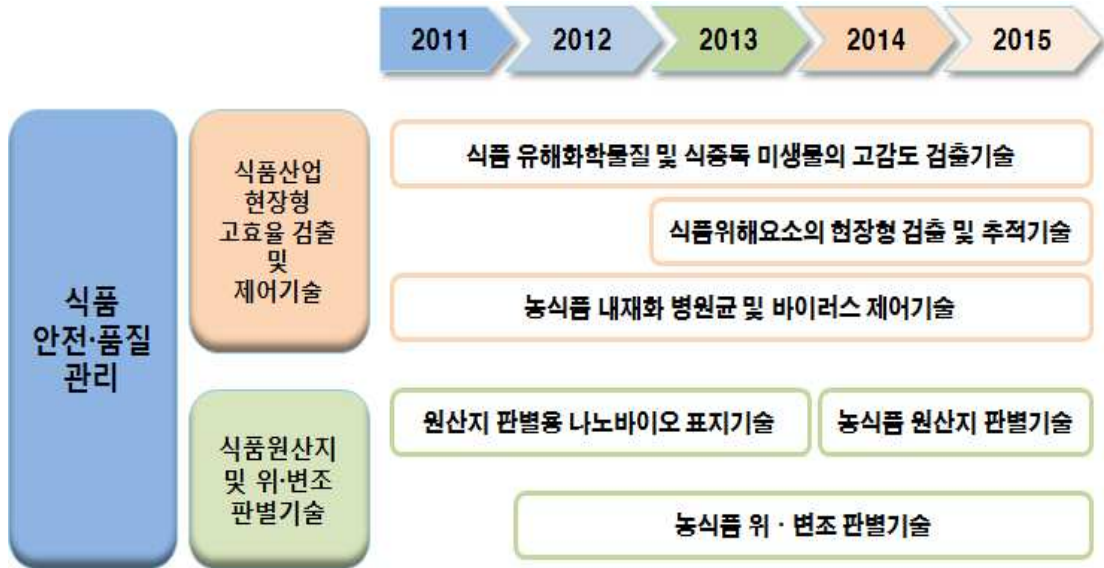 2011 2012 2013 2014 2015
식품
안전·품질
관리
식품산업
현장형
고효율 검출
및
제어기술
식품 유해화학물질 및 식중독 미생물의 고감도 검출기술
식품위해요소의 현장형 검출 및 추적기술
농식품 내재화 병원균 및 바이러스 제어기술
식품원산지
및 위·변조
판별기술
원산지 판별용 나노바이오 표지기술
농식품 원산지 판별기술
농식품 위 · 변조 판별기술